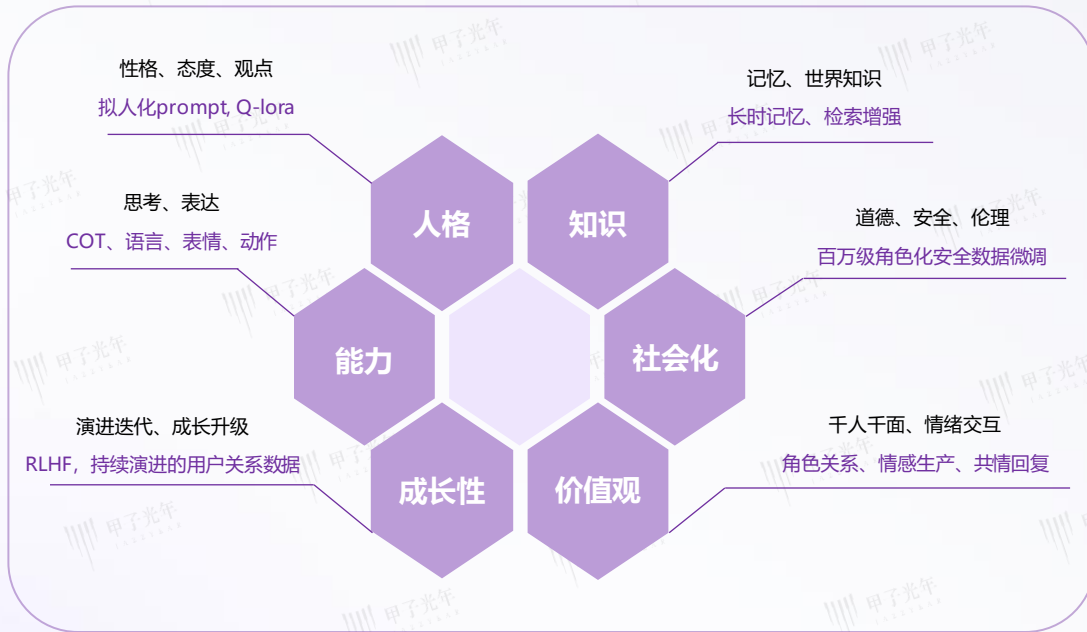 性格、态度、观点
拟人化prompt, Q-lora
记忆、世界知识
长时记忆、检索增强
思考、表达
COT、语言、表情、动作
道德、安全、伦理
百万级角色化安全数据微调
人格
知识
能力
社会化
演进迭代、成长升级
RLHF，持续演进的用户关系数据
千人千面、情绪交互
角色关系、情感生产、共情回复
成长性
价值观
甲子光年